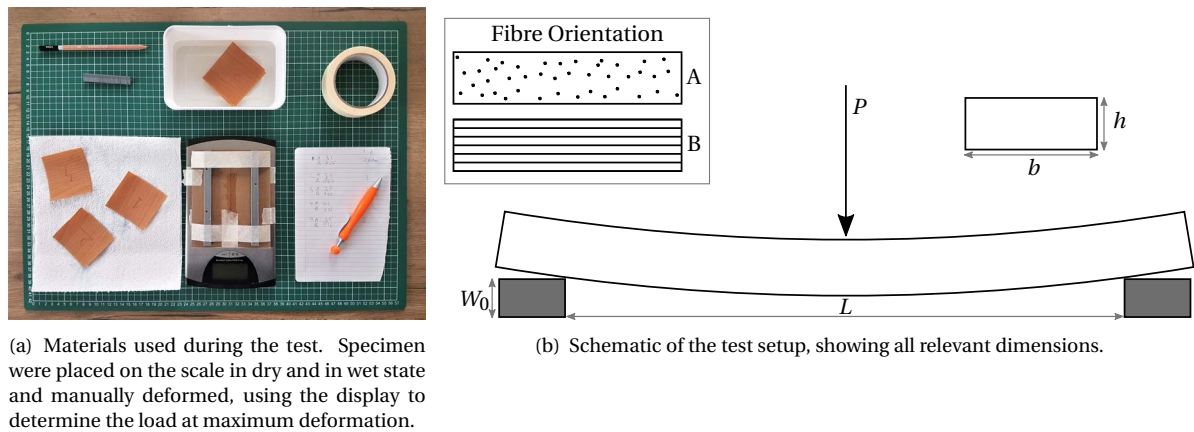 Fibre Orientation
A
B
P
h
b
W0
L
(a) Materials used during the test. Specimen
were placed on the scale in dry and in wet state
and manually deformed, using the display to
determine the load at maximum deformation.
(b) Schematic of the test setup, showing all relevant dimensions.